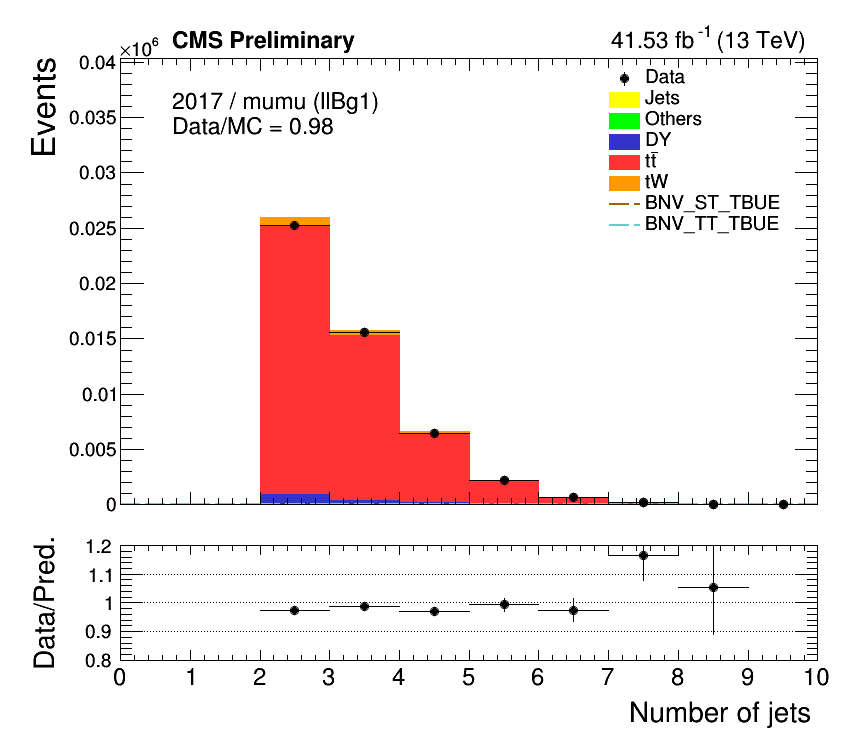 ×10⁶ CMS Preliminary 41.53 fb⁻¹ (13 TeV)
Events
0.04
0.035
0.03
0.025
0.02
0.015
0.01
0.005
0
2017 / mumu (llBg1)
Data/MC = 0.98
Data
Jets
Others
DY
tt̄
tW
BNV_ST_TBUE
BNV_TT_TBUE
Data/Pred.
1.2
1.1
1
0.9
0.8
0 1 2 3 4 5 6 7 8 9 10
Number of jets